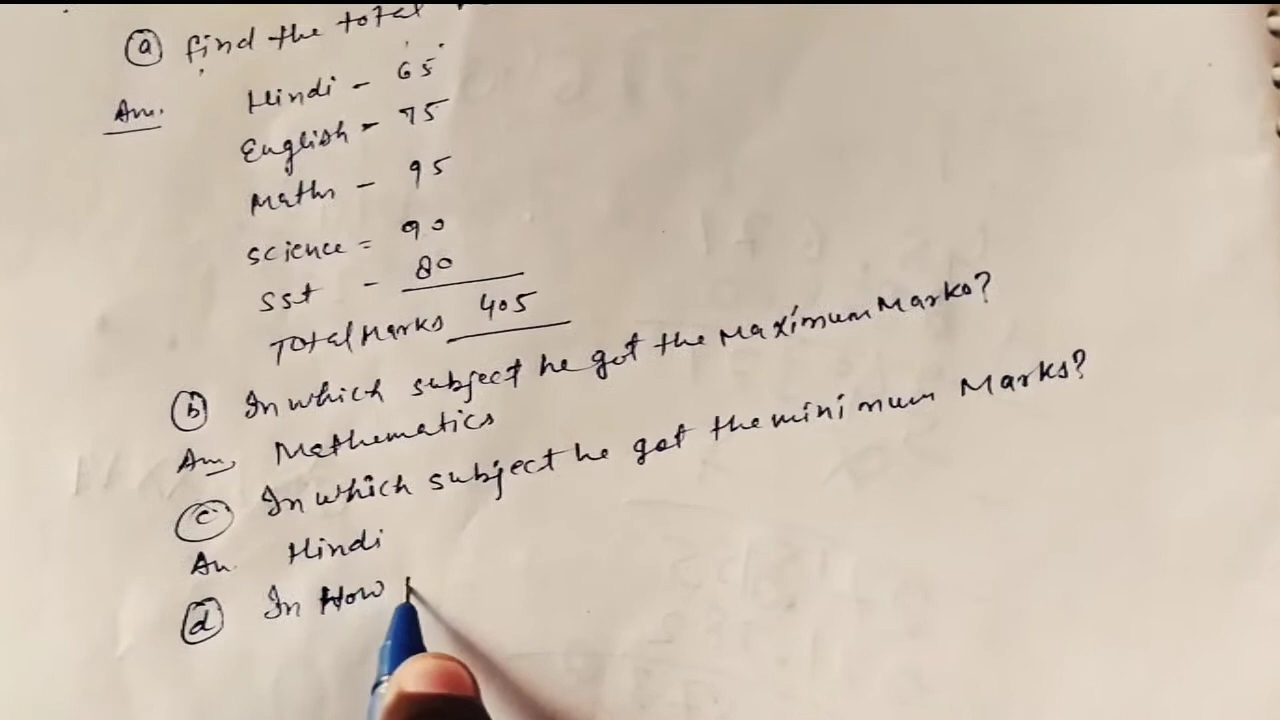 (a) find the total
Ans. Hindi - 65
English - 75
Maths - 95
Science = 90
SSt - 80
Total Marks 405
(b) In which subject he got the Maximum Marks?
Ans Mathematics
(c) In which subject he got the minimum Marks?
An. Hindi
(d) In How